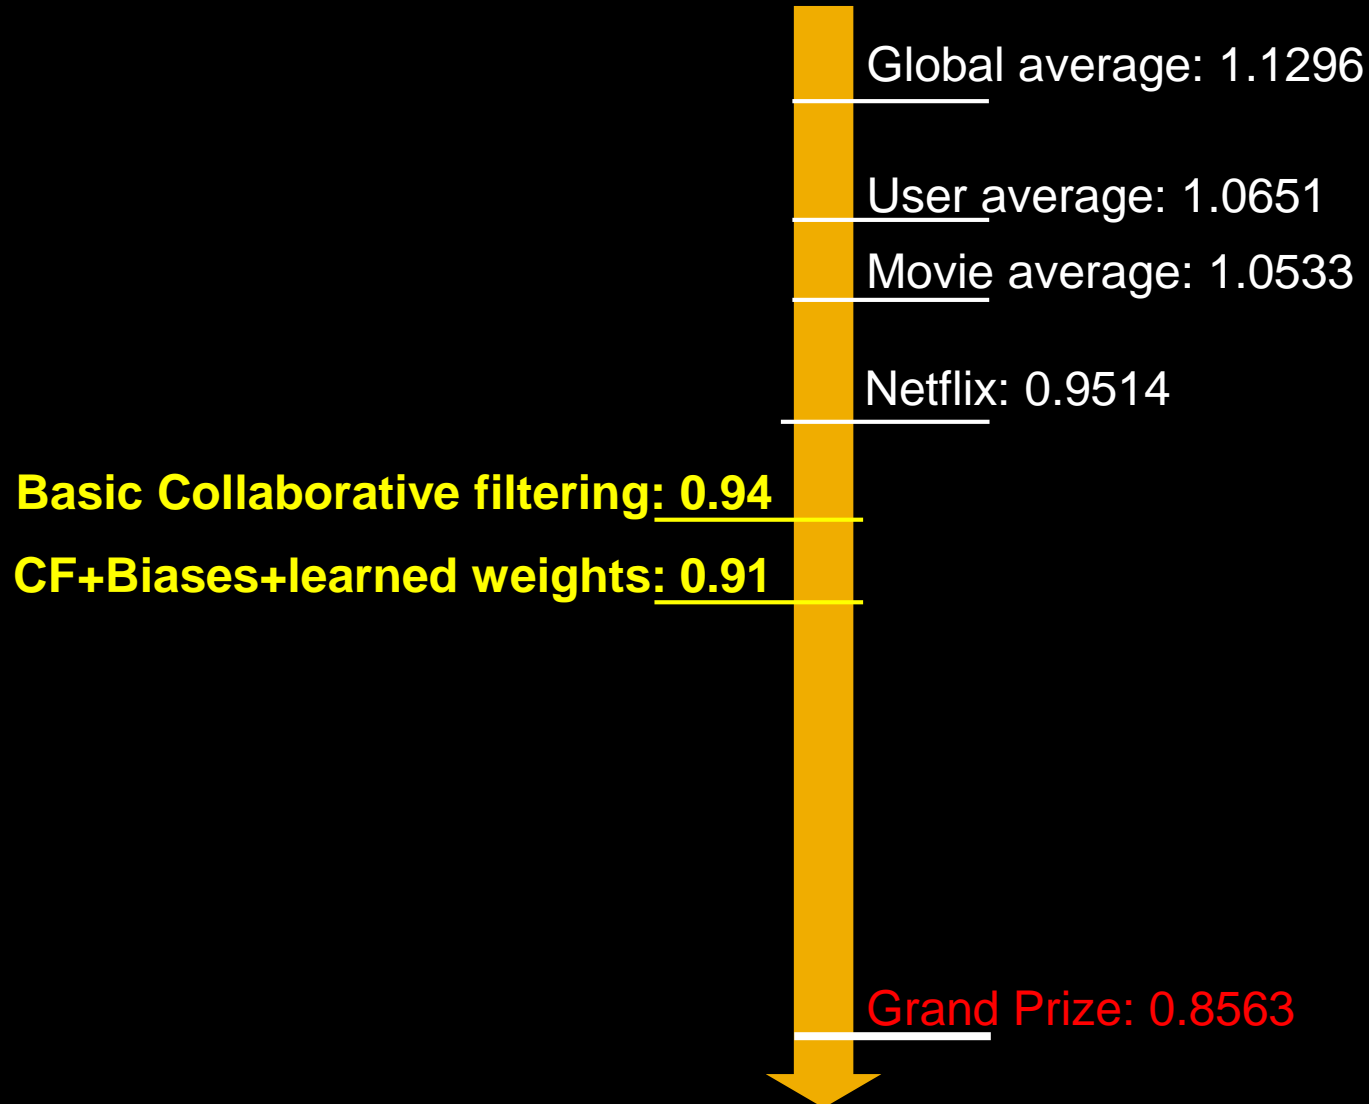 Global average: 1.1296
User average: 1.0651
Movie average: 1.0533
Netflix: 0.9514
Basic Collaborative filtering: 0.94
CF+Biases+learned weights: 0.91
Grand Prize: 0.8563